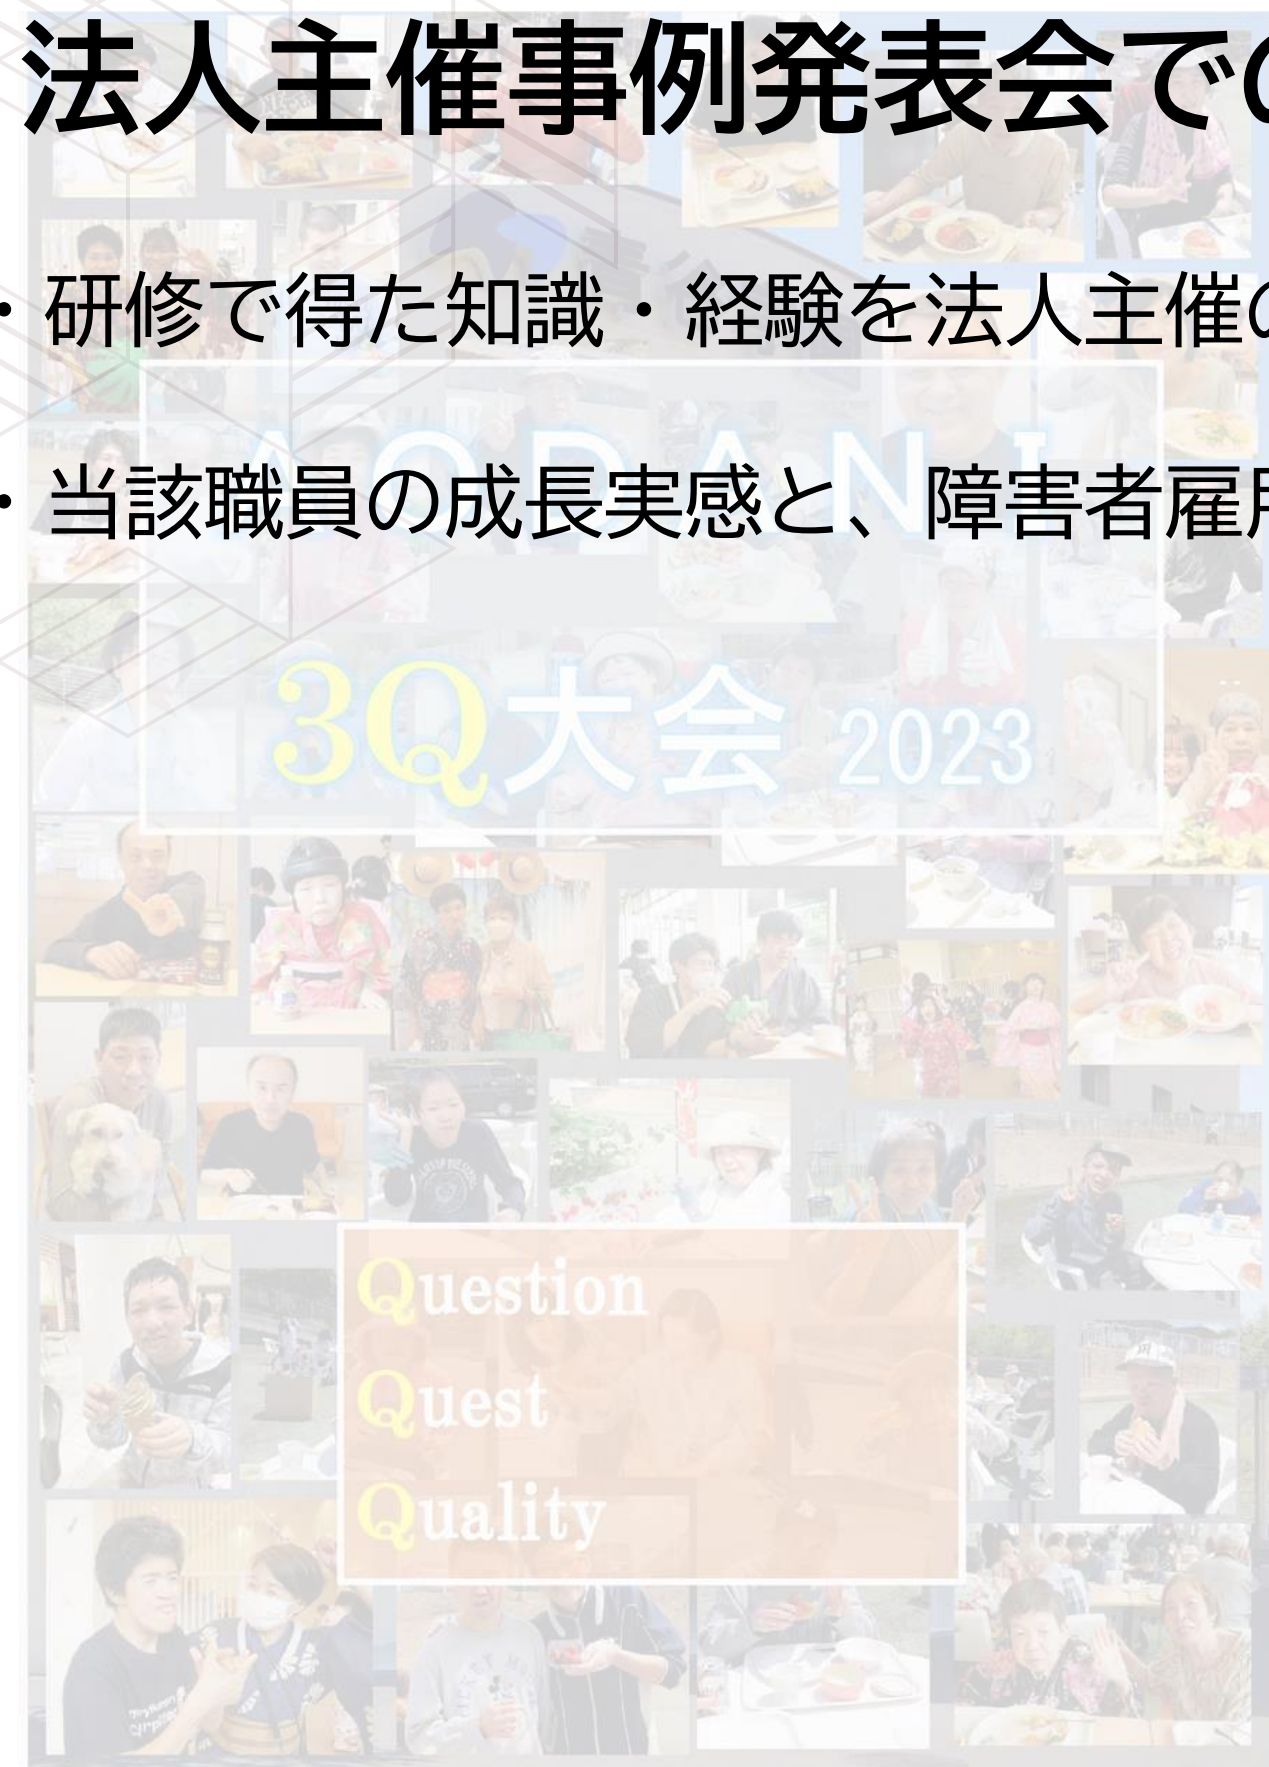 法人主催事例発表会での
・研修で得た知識・経験を法人主催の
・当該職員の成長実感と、障害者雇用
AODANI
3Q大会 2023
Question
Quest
Quality